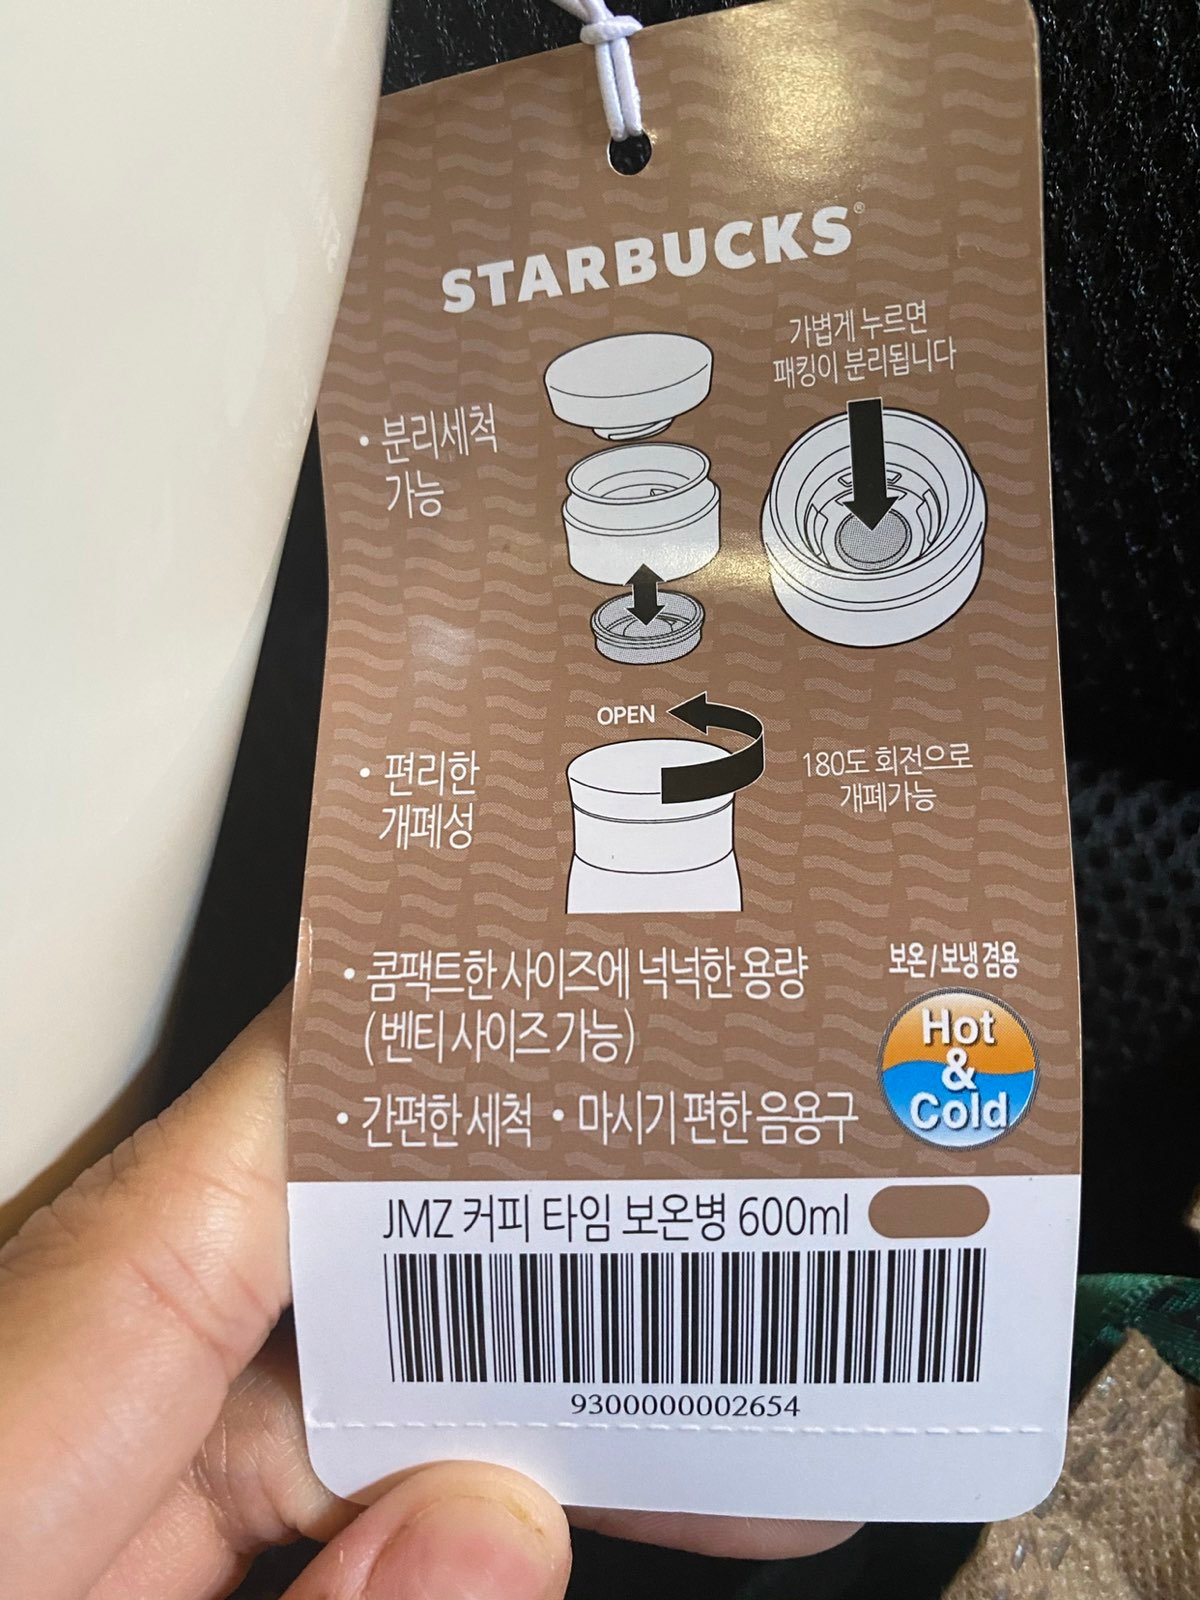 STARBUCKS®
가볍게 누르면
패킹이 분리됩니다
• 분리세척
가능
OPEN
• 편리한
개폐성
180도 회전으로
개폐가능
• 콤팩트한 사이즈에 넉넉한 용량
(벤티 사이즈 가능)
보온/보냉 겸용
Hot
&
Cold
• 간편한 세척 • 마시기 편한 음용구
JMZ 커피 타임 보온병 600ml
9300000002654